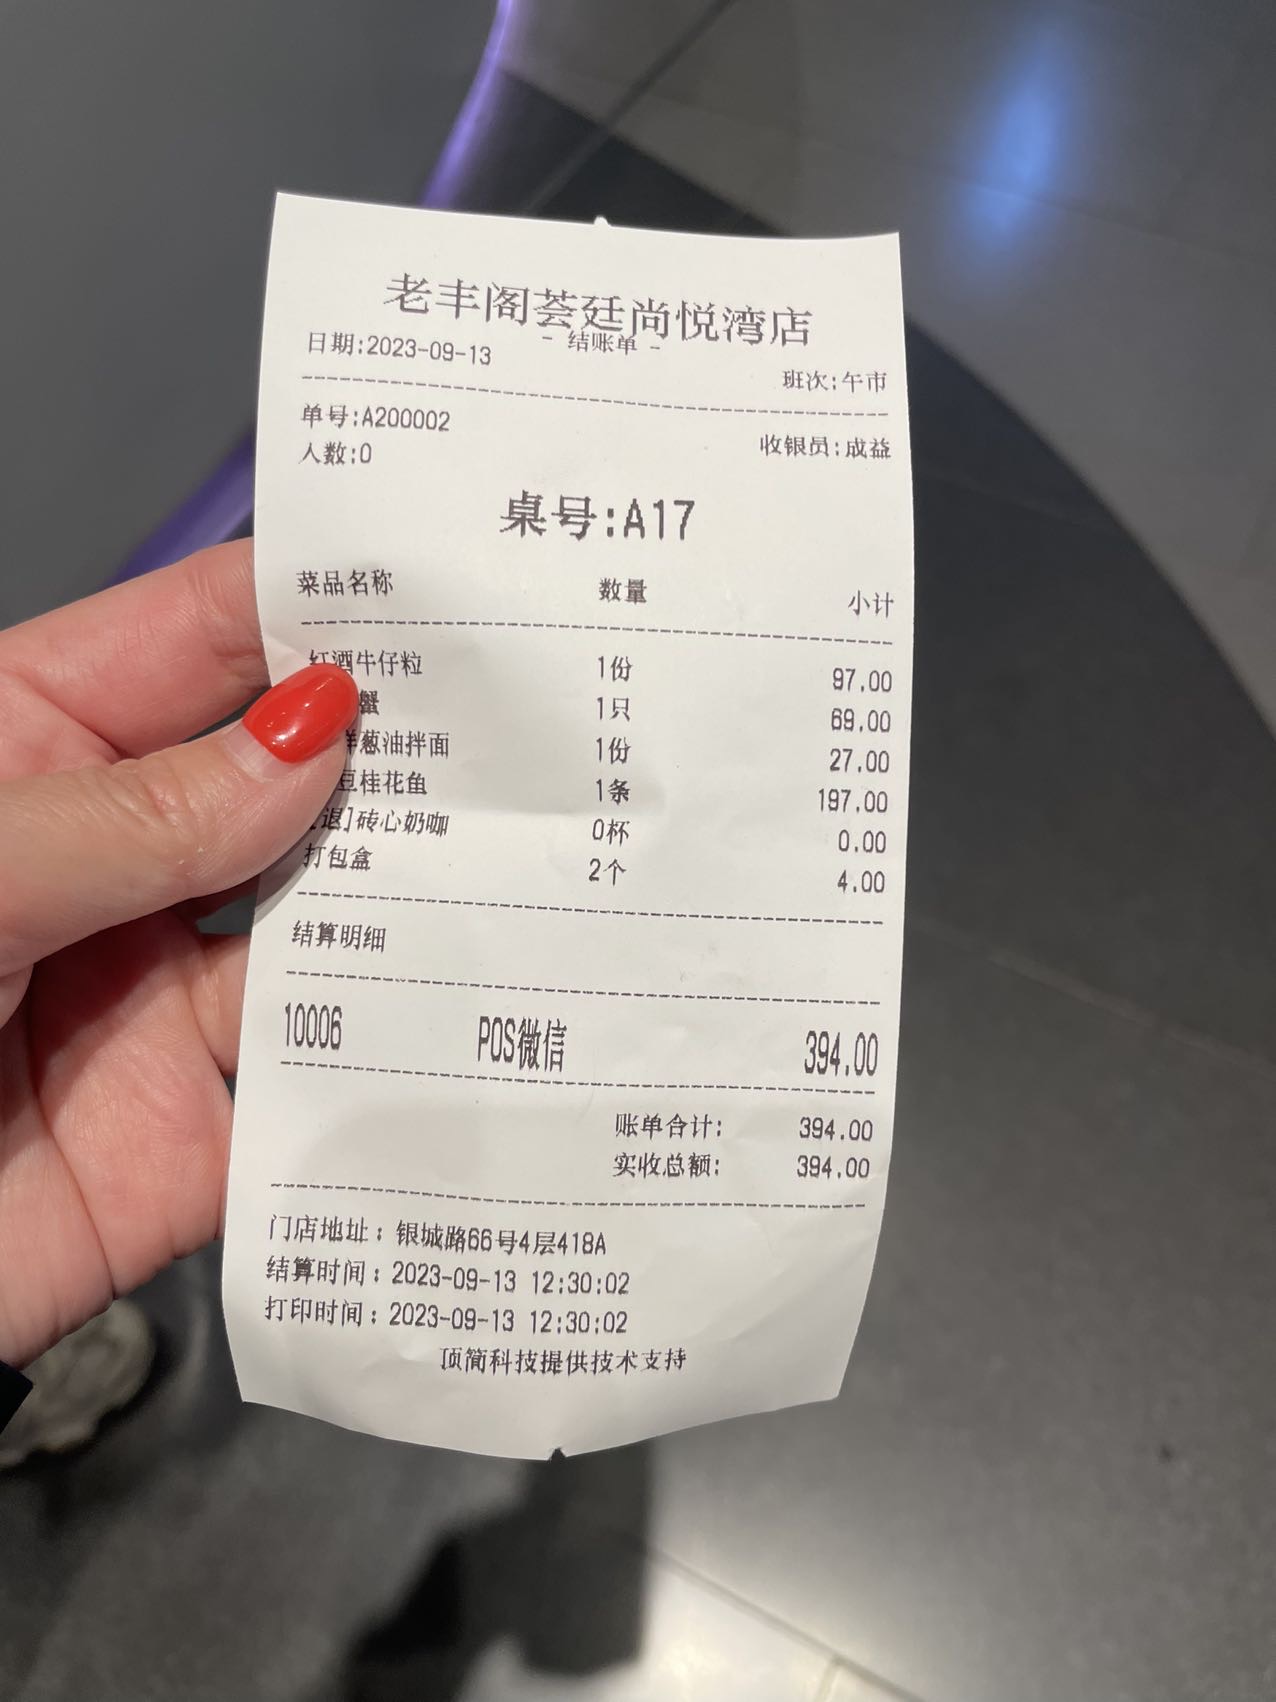 老丰阁荟廷尚悦湾店
- 结账单 -
日期:2023-09-13
班次:午市
单号:A200002
收银员:成益
人数:0
桌号:A17
菜品名称 数量 小计
红酒牛仔粒 1份 97.00
蟹 1只 69.00
洋葱油拌面 1份 27.00
豆桂花鱼 1条 197.00
[退]砖心奶咖 0杯 0.00
打包盒 2个 4.00
结算明细
10006 POS微信 394.00
账单合计: 394.00
实收总额: 394.00
门店地址：银城路66号4层418A
结算时间：2023-09-13 12:30:02
打印时间：2023-09-13 12:30:02
顶简科技提供技术支持